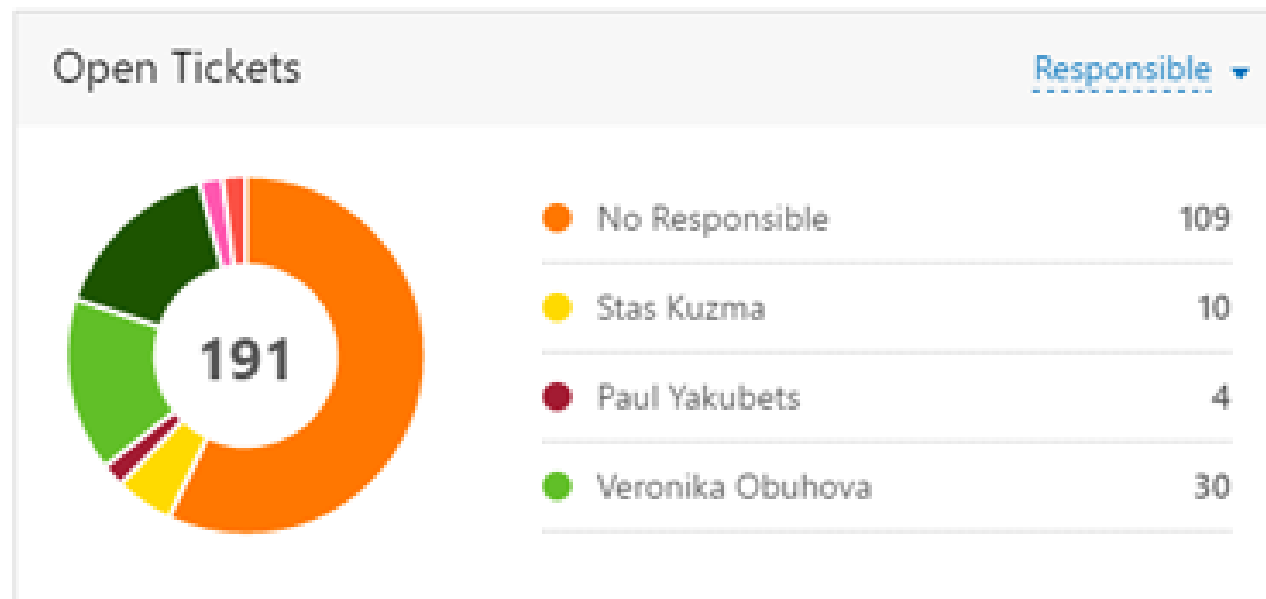 Open Tickets
Responsible
191
No Responsible 109
Stas Kuzma 10
Paul Yakubets 4
Veronika Obuhova 30